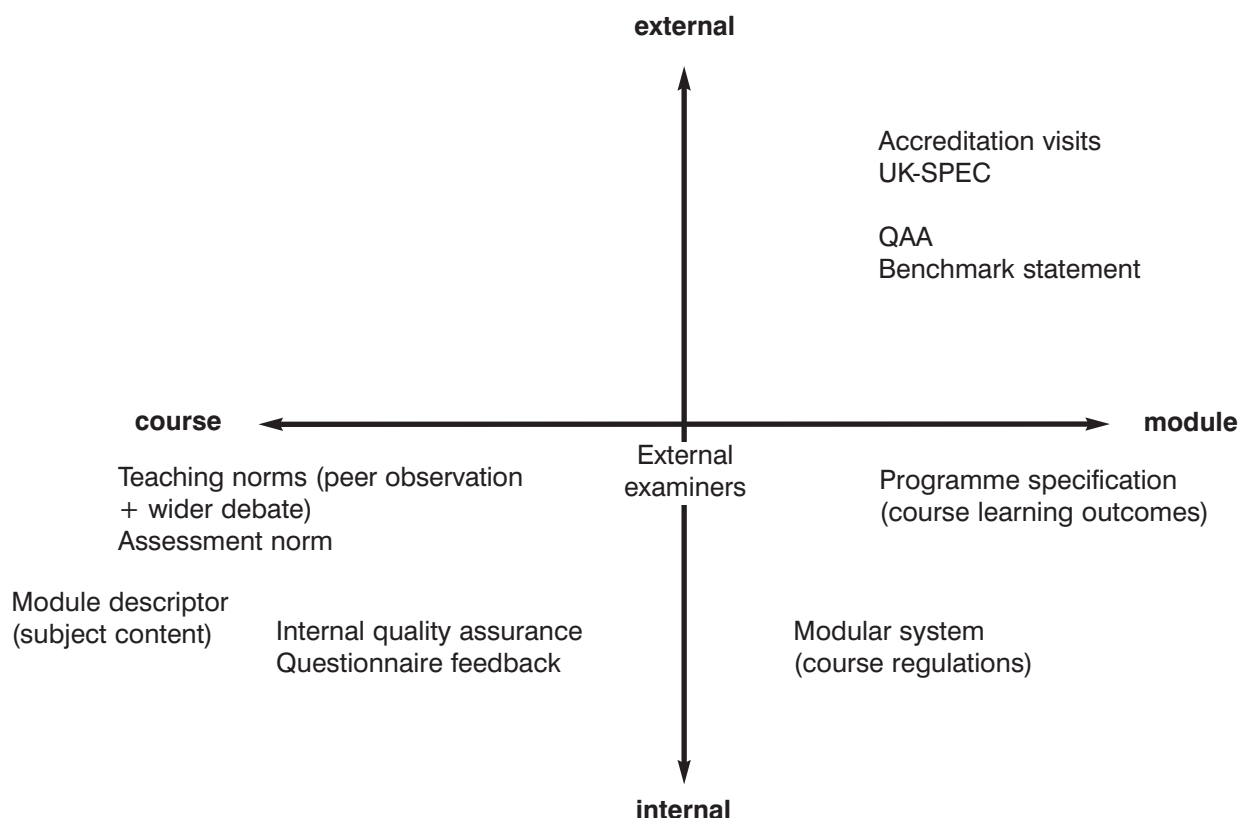 external
Accreditation visits
UK-SPEC
QAA
Benchmark statement
course
module
External
examiners
Teaching norms (peer observation
+ wider debate)
Assessment norm
Programme specification
(course learning outcomes)
Module descriptor
(subject content)
Internal quality assurance
Questionnaire feedback
Modular system
(course regulations)
internal